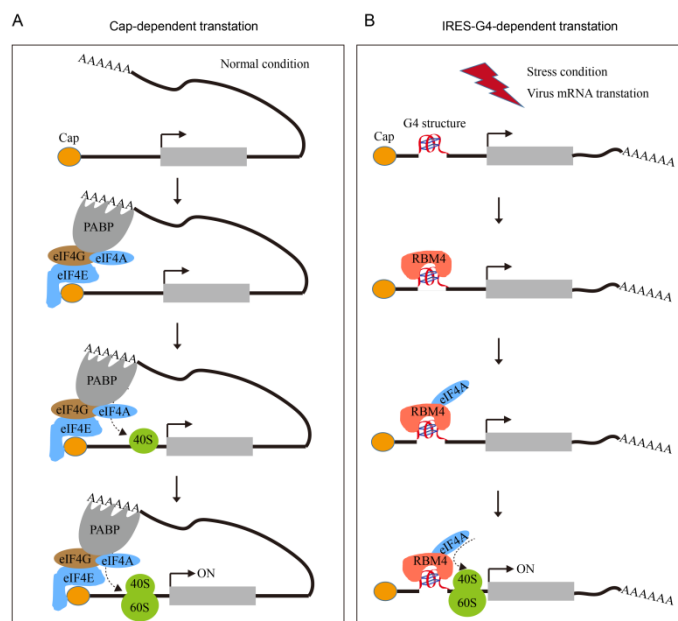 A
Cap-dependent transtation
AAAAAA
Normal condition
Cap
AAAAAA
PABP
eIF4G
eIF4A
eIF4E
AAAAAA
PABP
eIF4G
eIF4A
eIF4E
40S
AAAAAA
PABP
eIF4G
eIF4A
eIF4E
40S
60S
ON
B
IRES-G4-dependent transtation
Stress condition
Virus mRNA transtation
G4 structure
Cap
AAAAAA
RBM4
AAAAAA
eIF4A
RBM4
AAAAAA
eIF4A
RBM4
40S
60S
ON
AAAAAA